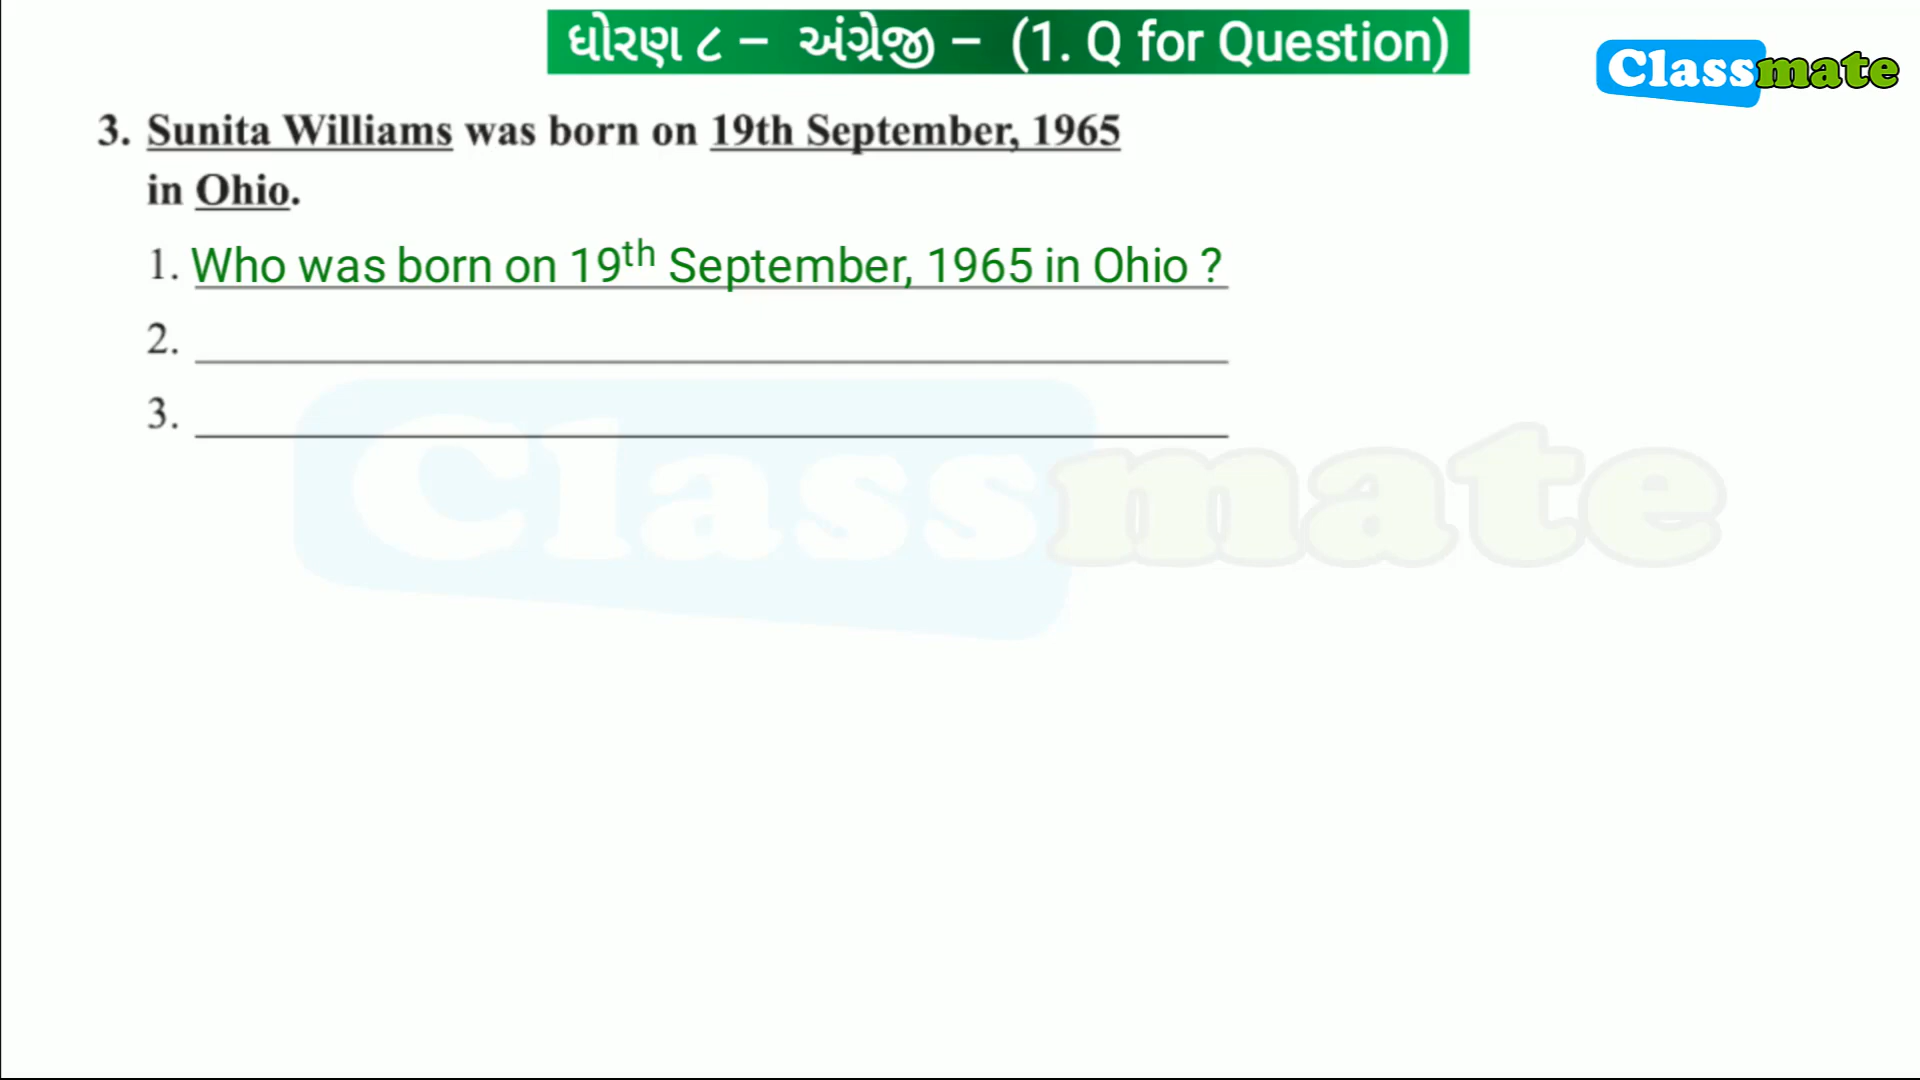 ધોરણ ૮ – અંગ્રેજી – (1. Q for Question)
Classmate
3. Sunita Williams was born on 19th September, 1965
in Ohio.
1. Who was born on 19th September, 1965 in Ohio ?
2.
3.
Classmate